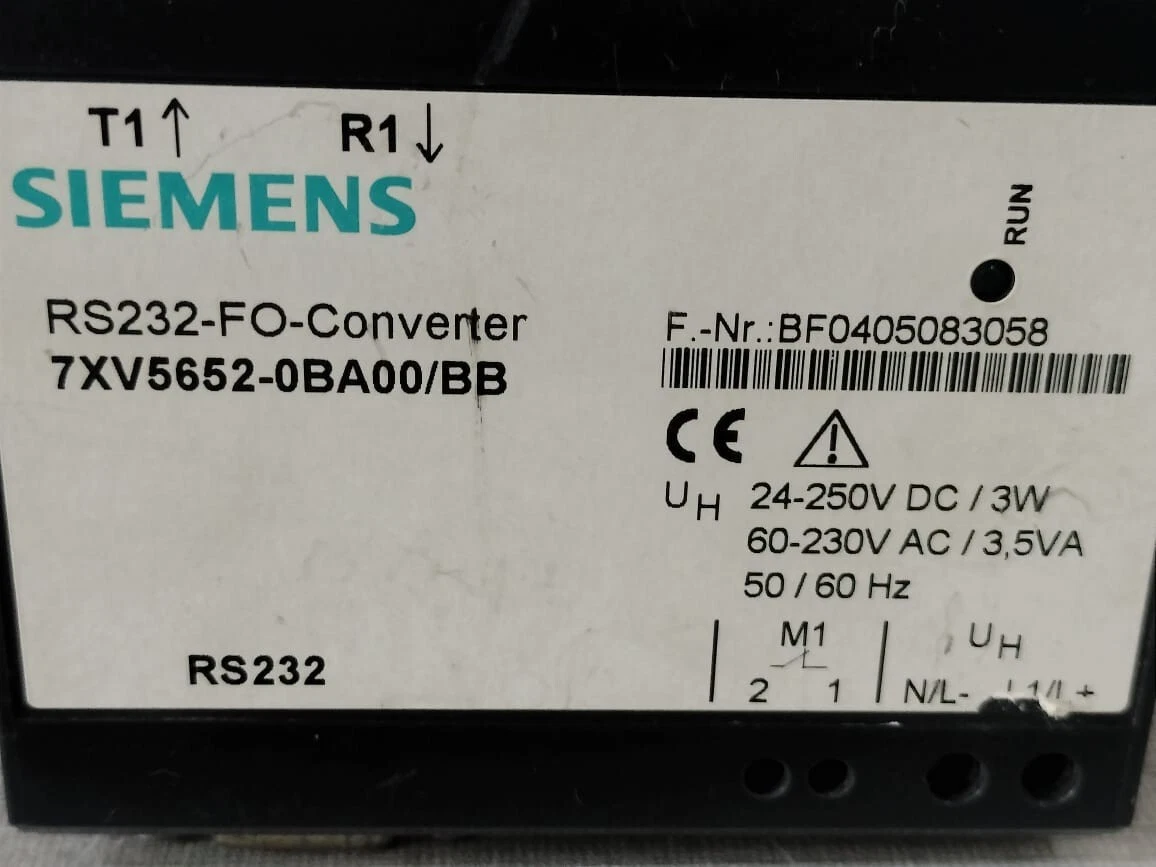 T1↑ R1↓
SIEMENS
RUN
RS232-FO-Converter
7XV5652-0BA00/BB
F.-Nr.:BF0405083058
CE
UH 24-250V DC / 3W
60-230V AC / 3,5VA
50 / 60 Hz
RS232
M1
2 1
UH
N/L- L1/L+